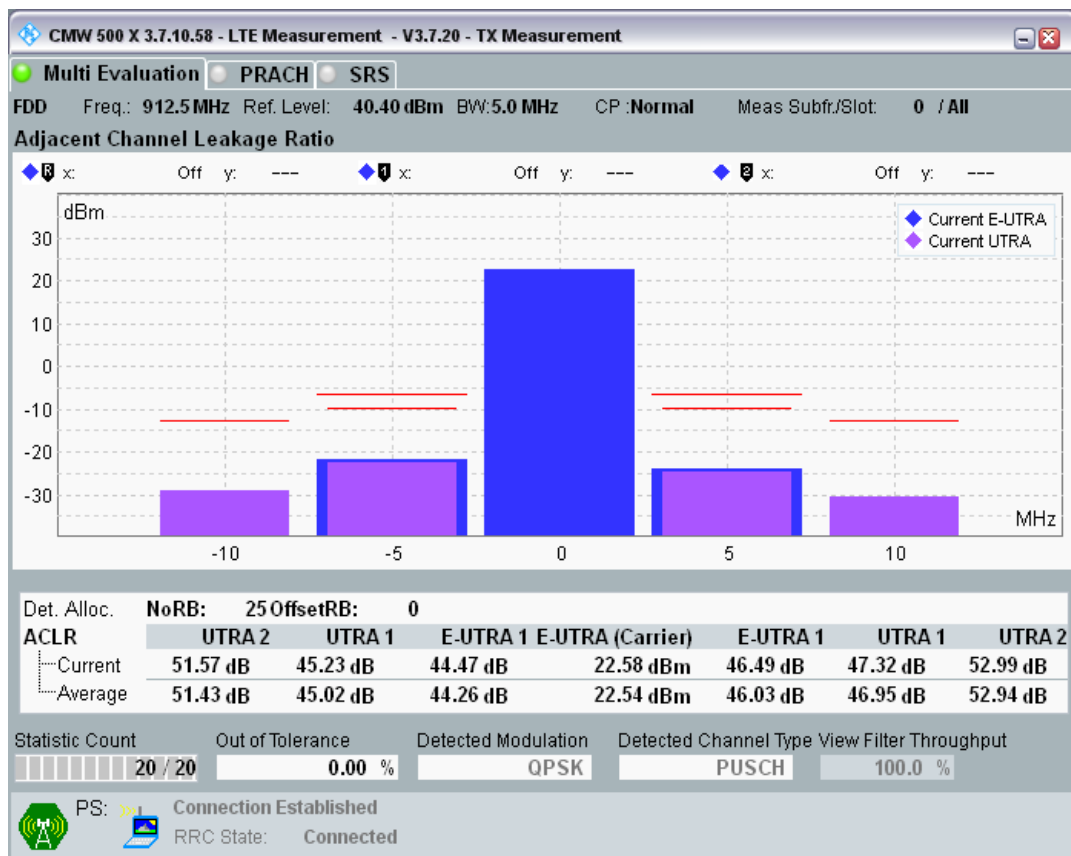 CMW 500 X 3.7.10.58 - LTE Measurement - V3.7.20 - TX Measurement
Multi Evaluation PRACH SRS
FDD Freq.: 912.5 MHz Ref. Level: 40.40 dBm BW:5.0 MHz CP :Normal Meas Subfr./Slot: 0 / All
Adjacent Channel Leakage Ratio
R x: Off y: --- 1 x: Off y: --- 2 x: Off y: ---
dBm
Current E-UTRA
Current UTRA
30
20
10
0
-10
-20
-30
MHz
-10 -5 0 5 10
Det. Alloc. NoRB: 25 OffsetRB: 0
ACLR UTRA 2 UTRA 1 E-UTRA 1 E-UTRA (Carrier) E-UTRA 1 UTRA 1 UTRA 2
Current 51.57 dB 45.23 dB 44.47 dB 22.58 dBm 46.49 dB 47.32 dB 52.99 dB
Average 51.43 dB 45.02 dB 44.26 dB 22.54 dBm 46.03 dB 46.95 dB 52.94 dB
Statistic Count Out of Tolerance Detected Modulation Detected Channel Type View Filter Throughput
20 / 20 0.00 % QPSK PUSCH 100.0 %
PS: Connection Established
RRC State: Connected